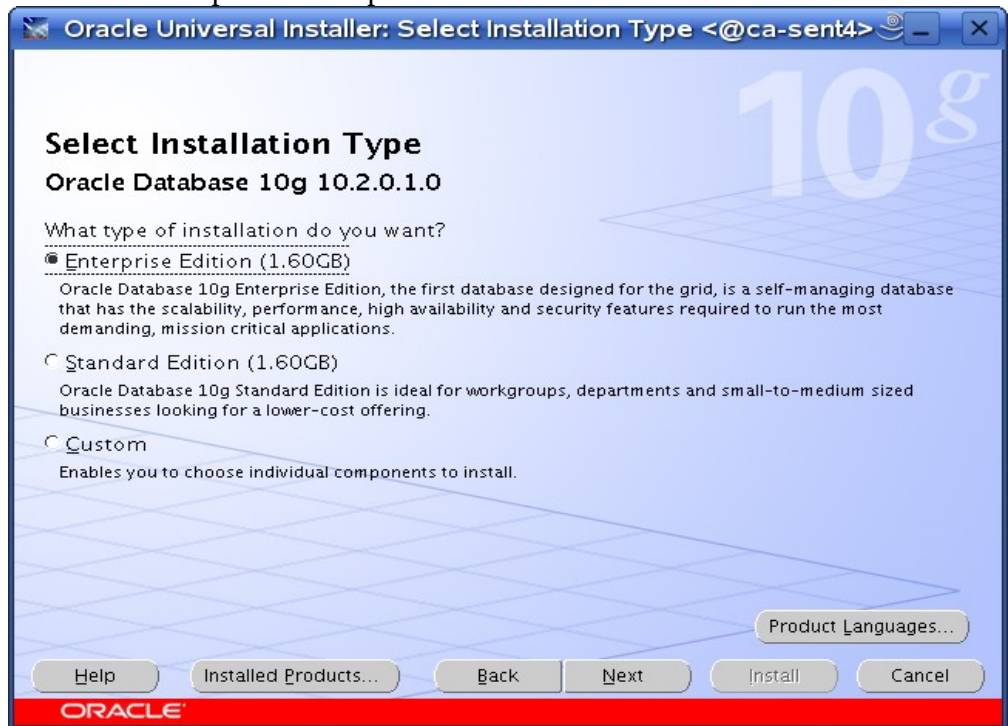 Oracle Universal Installer: Select Installation Type <@ca-sent4>
10g
Select Installation Type
Oracle Database 10g 10.2.0.1.0
What type of installation do you want?
Enterprise Edition (1.60GB)
Oracle Database 10g Enterprise Edition, the first database designed for the grid, is a self-managing database
that has the scalability, performance, high availability and security features required to run the most
demanding, mission critical applications.
Standard Edition (1.60GB)
Oracle Database 10g Standard Edition is ideal for workgroups, departments and small-to-medium sized
businesses looking for a lower-cost offering.
Custom
Enables you to choose individual components to install.
Product Languages...
Help Installed Products... Back Next Install Cancel
ORACLE